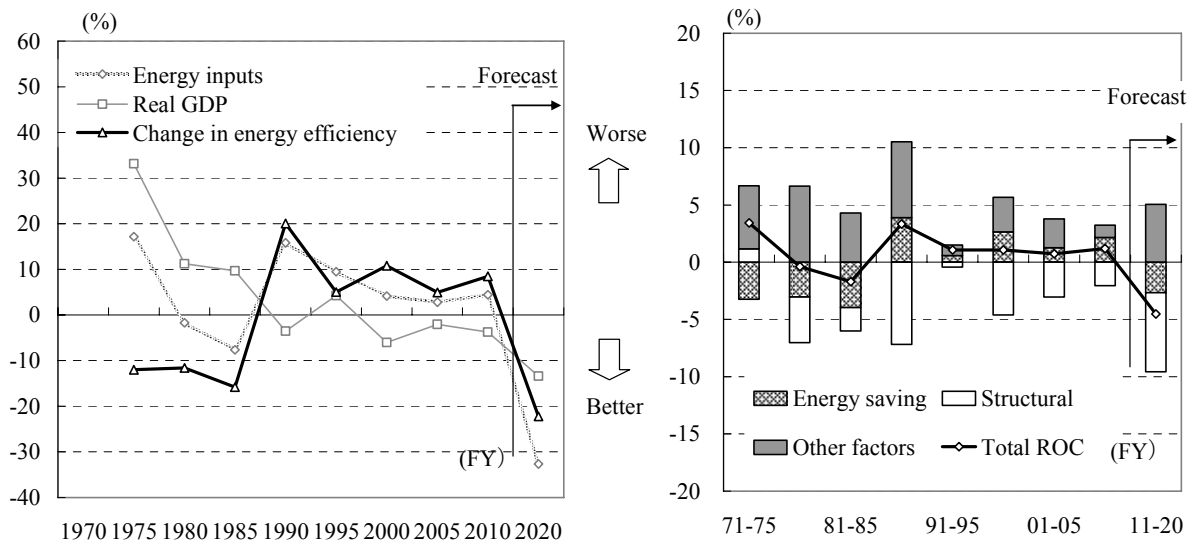 (%)
60
50
40
30
20
10
0
-10
-20
-30
-40
Energy inputs
Real GDP
Change in energy efficiency
Forecast
(FY)
1970 1975 1980 1985 1990 1995 2000 2005 2010 2020
Worse
Better
(%)
20
15
10
5
0
-5
-10
-15
-20
Forecast
Energy saving
Structural
Other factors
Total ROC
(FY)
71-75 81-85 91-95 01-05 11-20